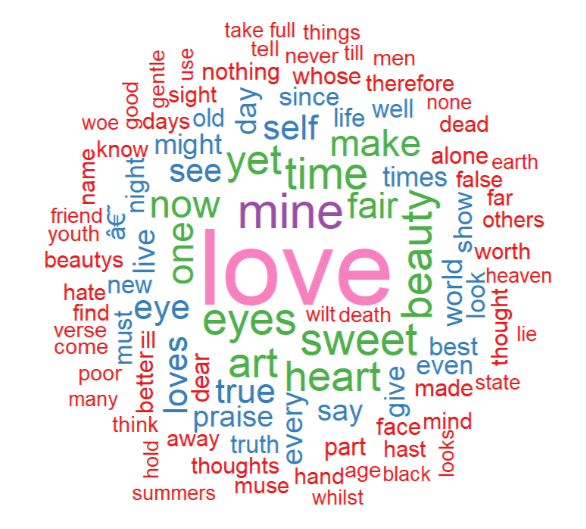 take full things
tell never till men
gentle
use
nothing whose therefore
good
sight
day
since
life well none
woe days old
self
dead
know might
yet
make
alone earth
name
night
see
time
times false
now
mine fair
beauty
show
far
others
friend
â€˜
youth
one
love
worth
beautys
live
world
look
heaven
hate new
eye
eyes
wilt death
thought
find
must
sweet
lie
verse
ill
best
come
better
loves
dear
art
heart
even
poor
true
give
made state
many
praise
every
say
face mind
think
hold
away truth
part
hast
looks
thoughts
hand age black
summers muse
whilst